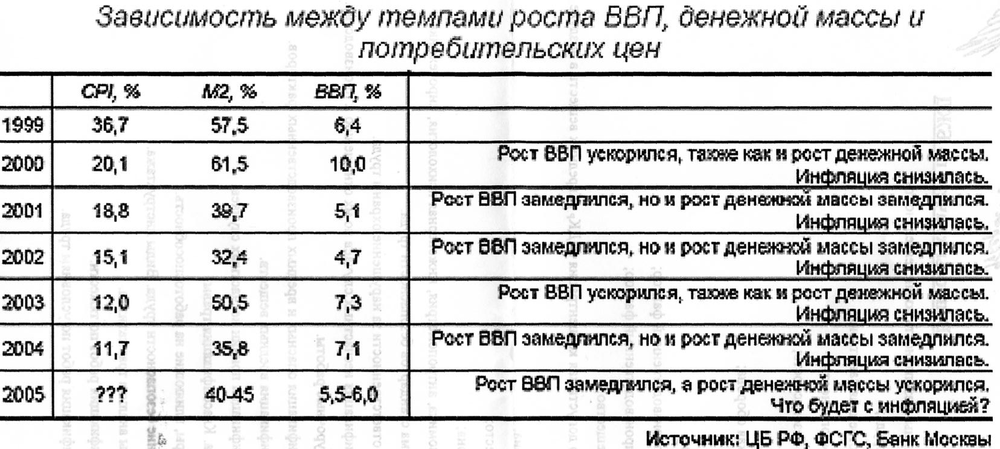 Зависимость между темпами роста ВВП, денежной массы и
потребительских цен
CPI, % M2, % ВВП, %
1999 36,7 57,5 6,4
2000 20,1 61,5 10,0 Рост ВВП ускорился, также как и рост денежной массы.
Инфляция снизилась.
2001 18,8 39,7 5,1 Рост ВВП замедлился, но и рост денежной массы замедлился.
Инфляция снизилась.
2002 15,1 32,4 4,7 Рост ВВП замедлился, но и рост денежной массы замедлился.
Инфляция снизилась.
2003 12,0 50,5 7,3 Рост ВВП ускорился, также как и рост денежной массы.
Инфляция снизилась.
2004 11,7 35,8 7,1 Рост ВВП замедлился, но и рост денежной массы замедлился.
Инфляция снизилась.
2005 ??? 40-45 5,5-6,0 Рост ВВП замедлился, а рост денежной массы ускорился.
Что будет с инфляцией?
Источник: ЦБ РФ, ФСГС, Банк Москвы